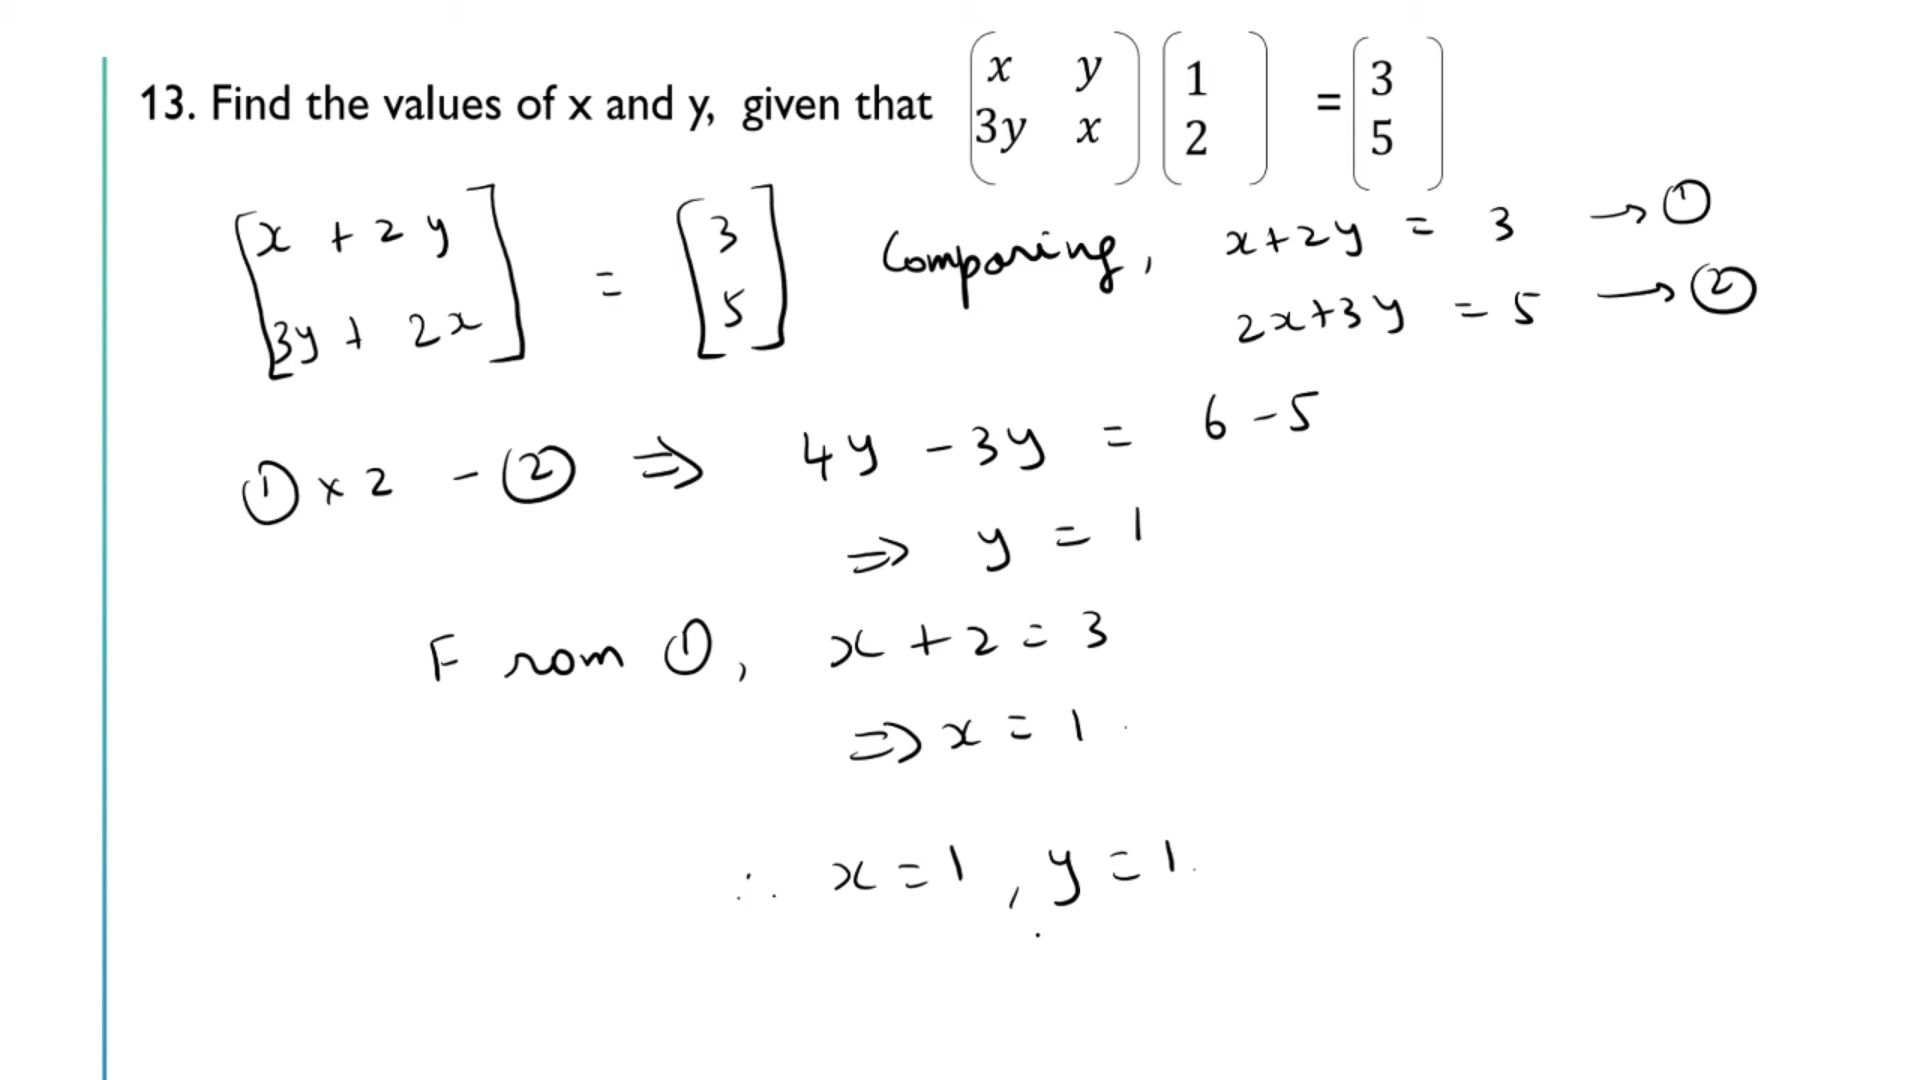 13. Find the values of x and y, given that (x y 3y x) (1 2) = (3 5)
[x + 2y 3y + 2x] = [3 5] Comparing, x+2y = 3 → ①
2x+3y = 5 → ②
① × 2 - ② ⇒ 4y - 3y = 6 - 5
⇒ y = 1
From ①, x + 2 = 3
⇒ x = 1.
∴ x = 1, y = 1.